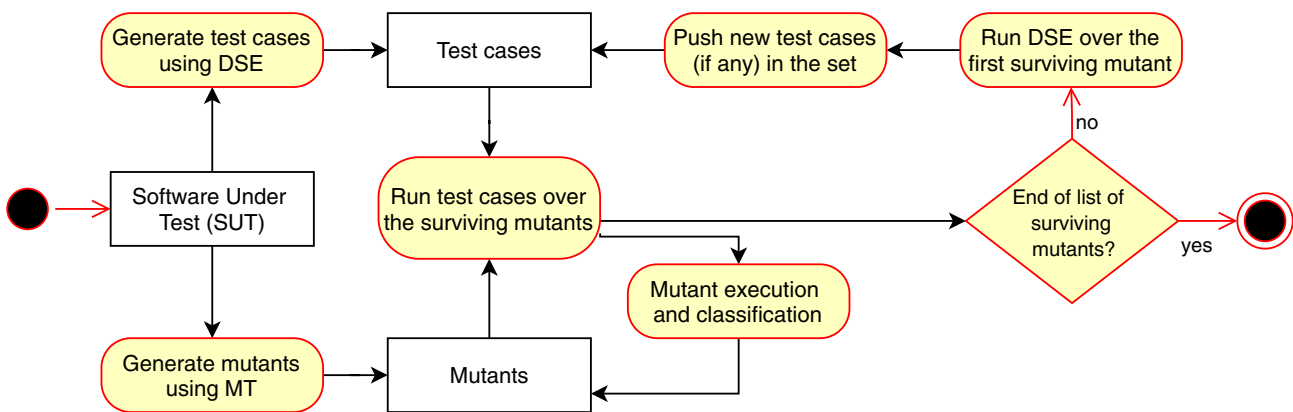 Generate test cases
using DSE
Test cases
Push new test cases
(if any) in the set
Run DSE over the
first surviving mutant
no
Software Under
Test (SUT)
Run test cases over
the surviving mutants
End of list of
surviving
mutants?
yes
Mutant execution
and classification
Generate mutants
using MT
Mutants